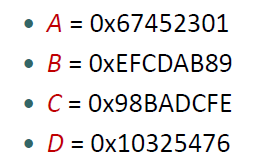 • A = 0x67452301
• B = 0xEFCDAB89
• C = 0x98BADCFE
• D = 0x10325476